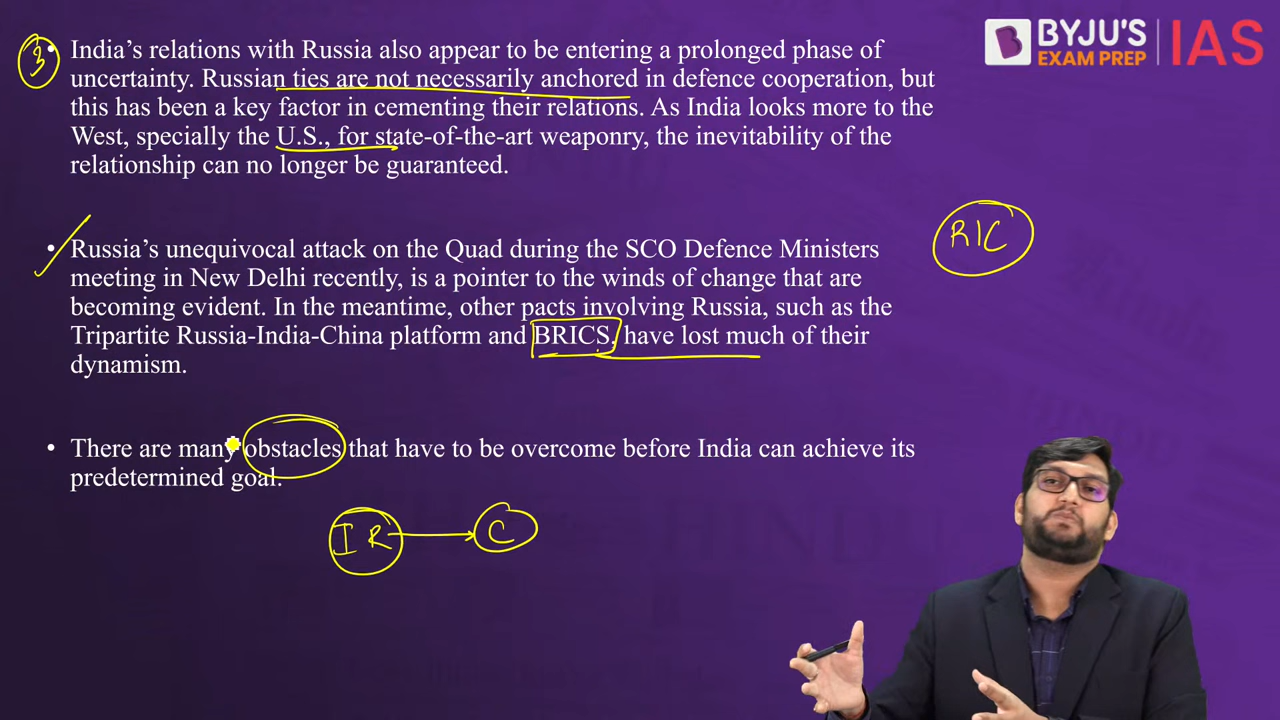 BYJU'S
EXAM PREP
IAS
3
• India's relations with Russia also appear to be entering a prolonged phase of
uncertainty. Russian ties are not necessarily anchored in defence cooperation, but
this has been a key factor in cementing their relations. As India looks more to the
West, specially the U.S., for state-of-the-art weaponry, the inevitability of the
relationship can no longer be guaranteed.
RIC
• Russia's unequivocal attack on the Quad during the SCO Defence Ministers
meeting in New Delhi recently, is a pointer to the winds of change that are
becoming evident. In the meantime, other pacts involving Russia, such as the
Tripartite Russia-India-China platform and BRICS, have lost much of their
dynamism.
• There are many obstacles that have to be overcome before India can achieve its
predetermined goal.
I R C